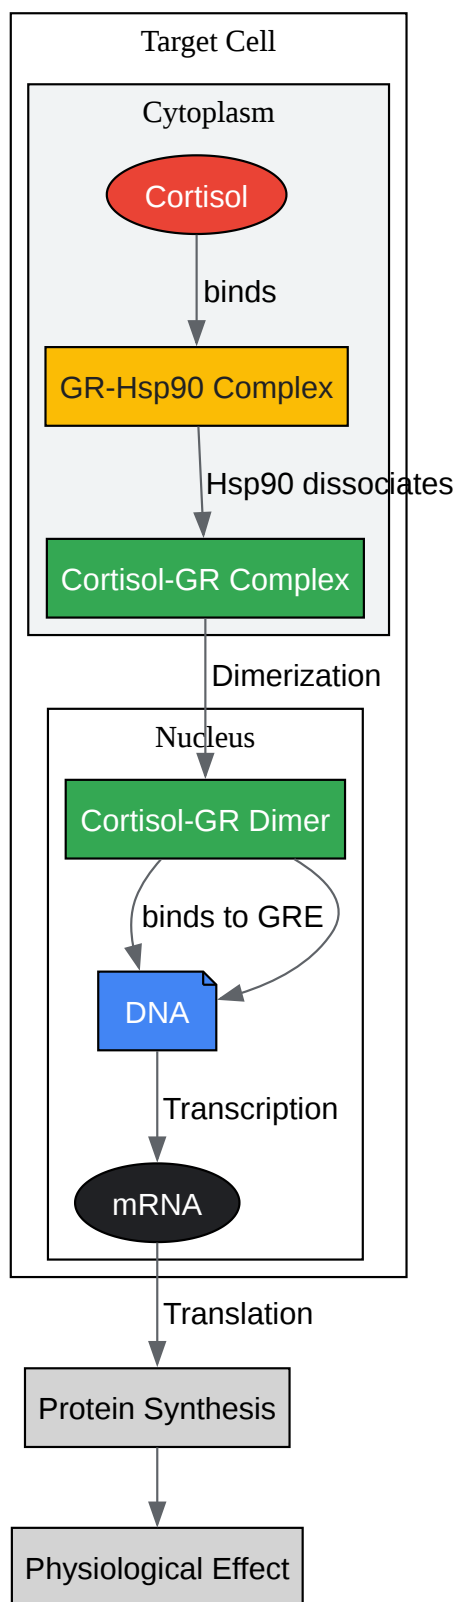 Target Cell
Cytoplasm
Cortisol
binds
GR-Hsp90 Complex
Hsp90 dissociates
Cortisol-GR Complex
Dimerization
Nucleus
Cortisol-GR Dimer
binds to GRE
DNA
Transcription
mRNA
Translation
Protein Synthesis
Physiological Effect